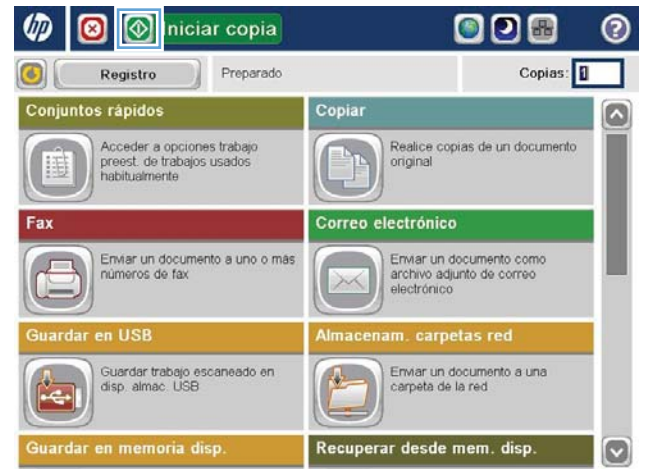 hp
Iniciar copia
?
Registro
Preparado
Copias: 1
Conjuntos rápidos
Acceder a opciones trabajo
preest. de trabajos usados
habitualmente
Copiar
Realice copias de un documento
original
Fax
Enviar un documento a uno o más
números de fax
Correo electrónico
Enviar un documento como
archivo adjunto de correo
electrónico
Guardar en USB
Guardar trabajo escaneado en
disp. almac. USB
Almacenam. carpetas red
Enviar un documento a una
carpeta de la red
Guardar en memoria disp.
Recuperar desde mem. disp.